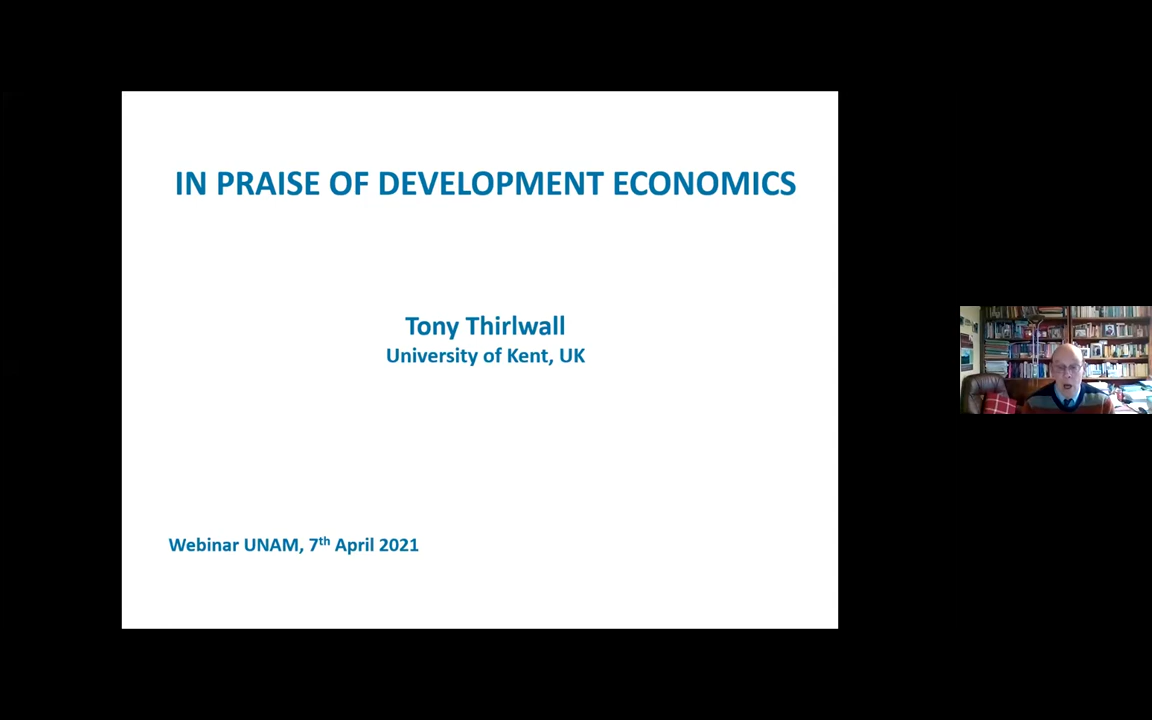 IN PRAISE OF DEVELOPMENT ECONOMICS
Tony Thirlwall
University of Kent, UK
Webinar UNAM, 7th April 2021